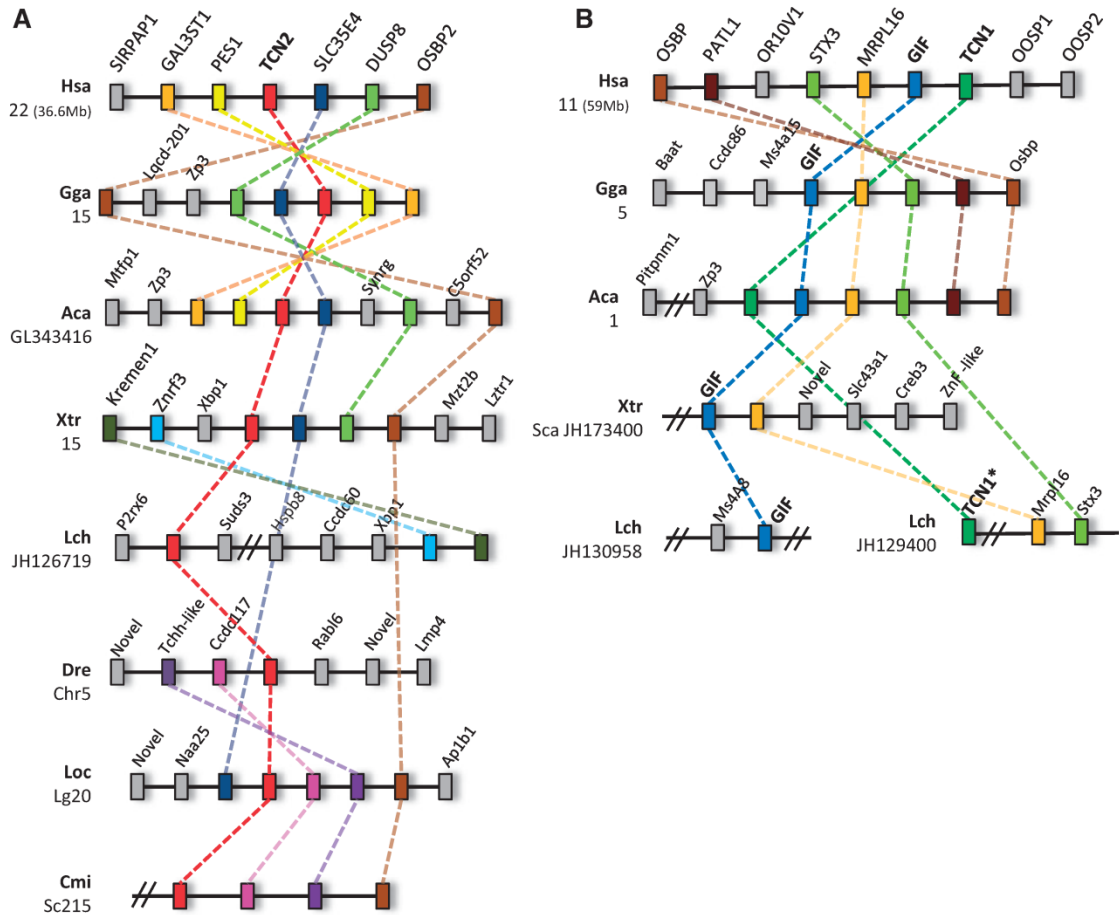 A
SIRPAP1 GAL3ST1 PES1 TCN2 SLC35E4 DUSP8 OSBP2
Hsa
22 (36.6Mb)
Lqcd-201 Zp3
Gga
15
Mtfp1 Zp3 Synrg C5orf52
Aca
GL343416
Kremen1 Znrf3 Xbp1 Mzt2b Lztr1
Xtr
15
P2rx6 Suds3 Hspb8 Ccdc60 Xbp1
Lch
JH126719
Novel Tchh-like Ccdc117 Rabl6 Novel Lmp4
Dre
Chr5
Novel Naa25 Ap1b1
Loc
Lg20
Cmi
Sc215
B
OSBP PATL1 OR10V1 STX3 MRPL16 GIF TCN1 OOSP1 OOSP2
Hsa
11 (59Mb)
Baat Ccdc86 Ms4a15 GIF Osbp
Gga
5
Pitpnm1 Zp3
Aca
1
GIF Novel Slc43a1 Creb3 ZnF-like
Xtr
Sca JH173400
Ms4A8 GIF
Lch
JH130958
TCN1* Mrpl16 Stx3
Lch
JH129400